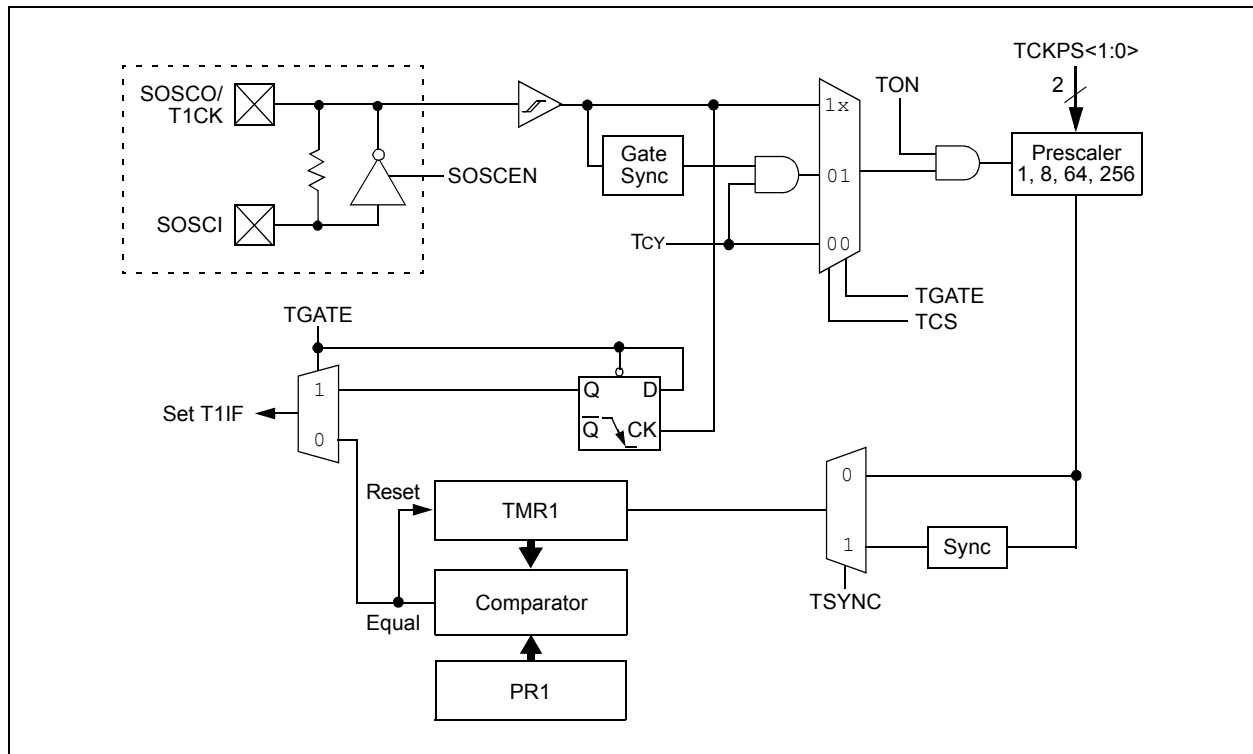 TCKPS<1:0>
2
TON
SOSCO/
T1CK
1x
Prescaler
1, 8, 64, 256
Gate
Sync
SOSCEN
01
SOSCI
TCY
00
TGATE
TCS
TGATE
1
Q
D
Set T1IF
Q
CK
0
Reset
TMR1
0
1
Sync
Comparator
TSYNC
Equal
PR1